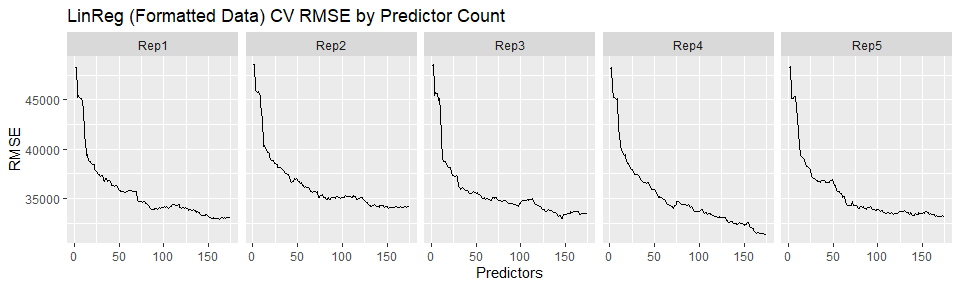 LinReg (Formatted Data) CV RMSE by Predictor Count
Rep1 Rep2 Rep3 Rep4 Rep5
45000
40000
35000
RMSE
0 50 100 150 0 50 100 150 0 50 100 150 0 50 100 150 0 50 100 150
Predictors